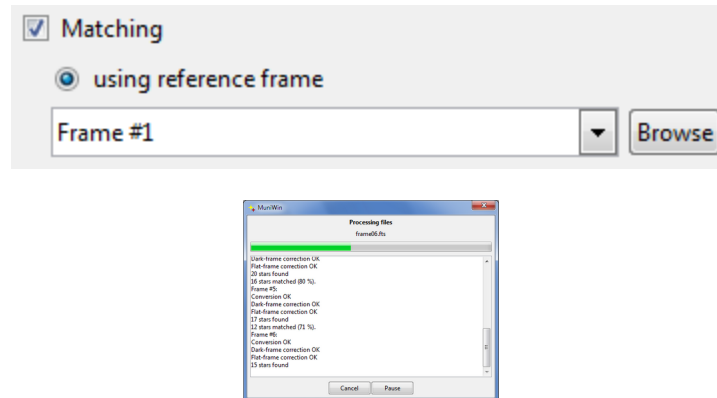 Matching
using reference frame
Frame #1
Browse
MuniWin
Processing files
frame06.fts
Dark-frame correction OK
Flat-frame correction OK
20 stars found
16 stars matched (80 %).
Frame #5:
Conversion OK
Dark-frame correction OK
Flat-frame correction OK
17 stars found
12 stars matched (71 %).
Frame #6:
Conversion OK
Dark-frame correction OK
Flat-frame correction OK
15 stars found
Cancel Pause